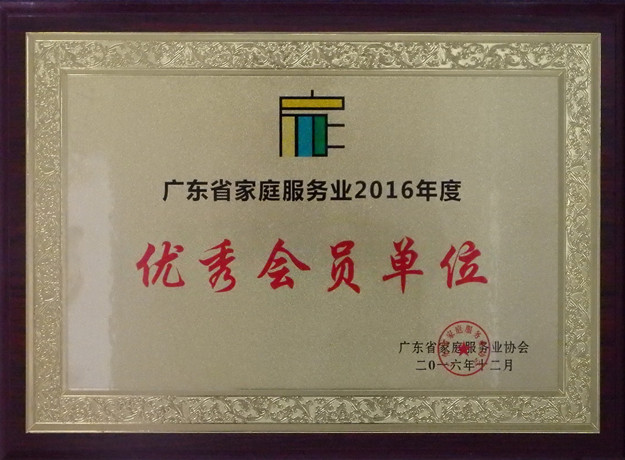 广东省家庭服务业2016年度
优秀会员单位
广东省家庭服务业协会
二0一六年十二月